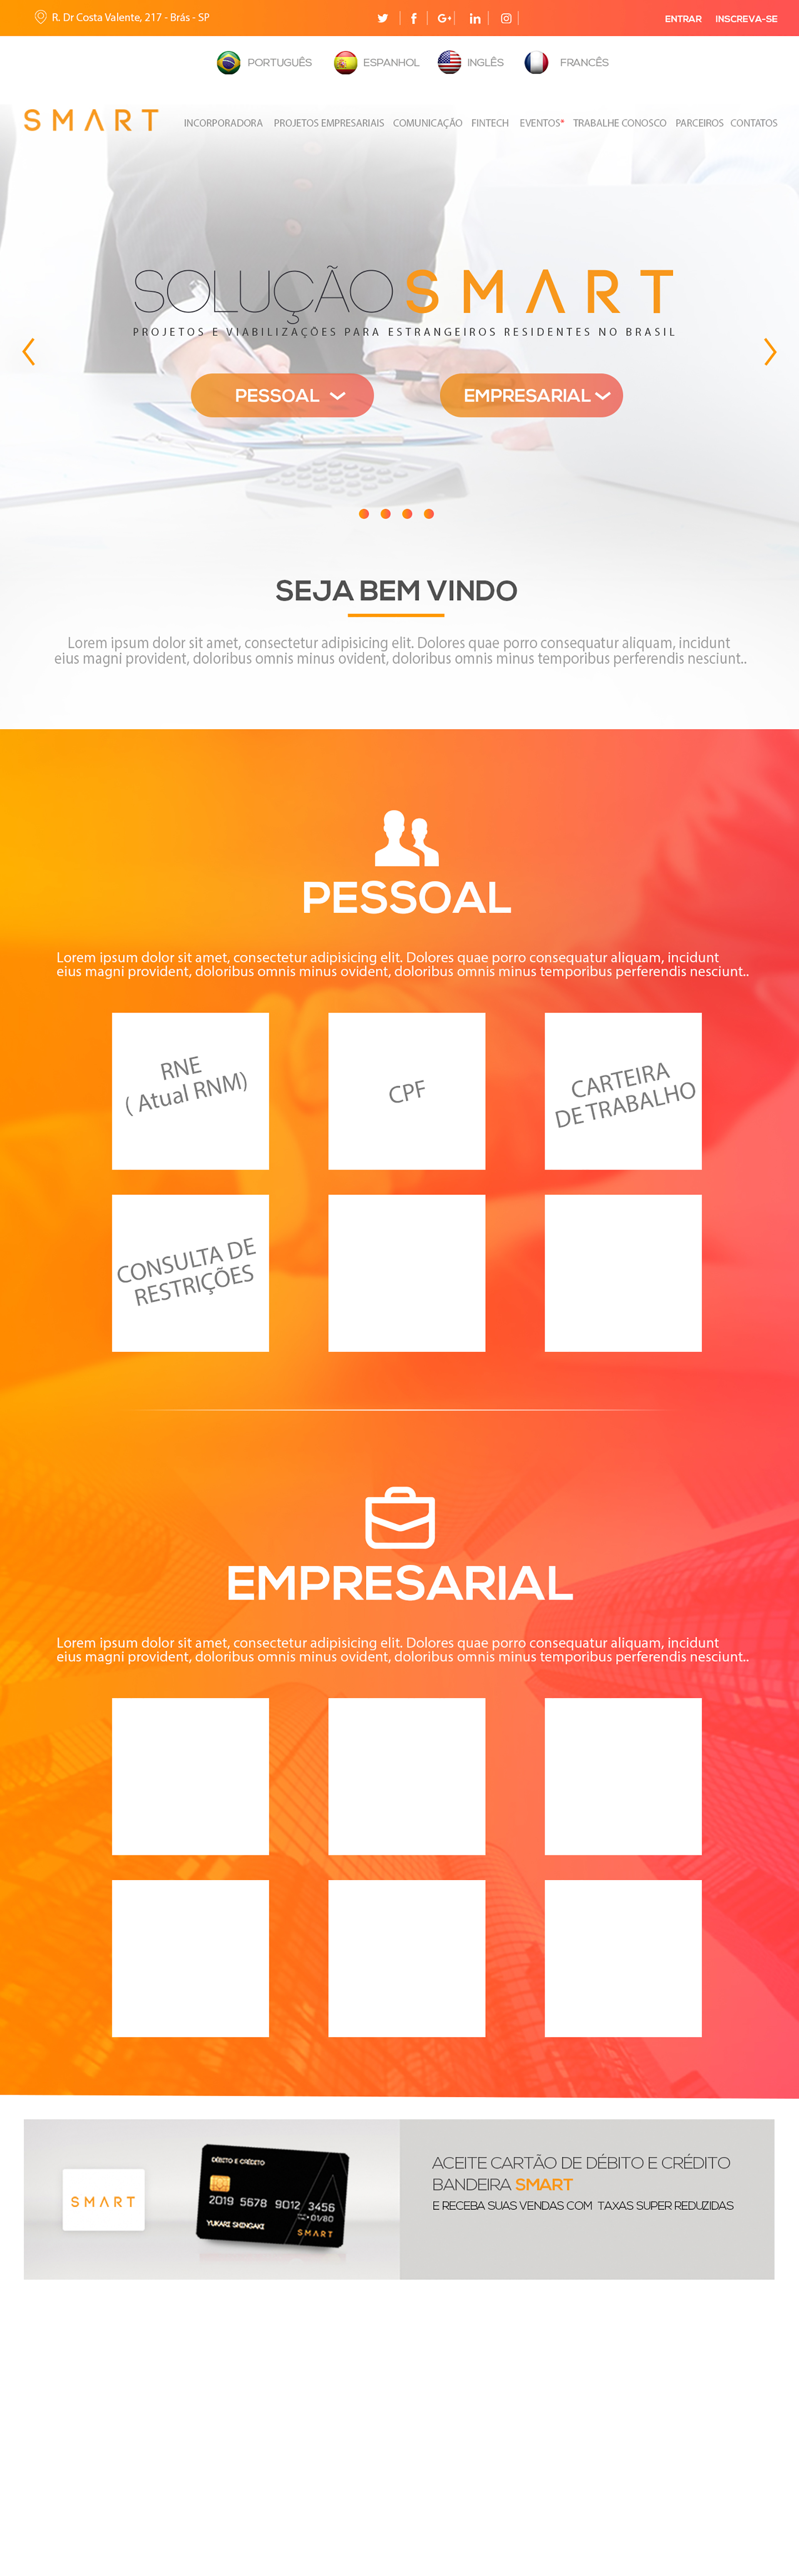 R. Dr Costa Valente, 217 - Brás - SP
G+
in
ENTRAR INSCREVA-SE
PORTUGUÊS ESPANHOL INGLÊS FRANCÊS
SMART
INCORPORADORA PROJETOS EMPRESARIAIS COMUNICAÇÃO FINTECH EVENTOS* TRABALHE CONOSCO PARCEIROS CONTATOS
SOLUÇÃO SMART
PROJETOS E VIABILIZAÇÕES PARA ESTRANGEIROS RESIDENTES NO BRASIL
PESSOAL EMPRESARIAL
SEJA BEM VINDO
Lorem ipsum dolor sit amet, consectetur adipisicing elit. Dolores quae porro consequatur aliquam, incidunt
eius magni provident, doloribus omnis minus ovident, doloribus omnis minus temporibus perferendis nesciunt..
PESSOAL
Lorem ipsum dolor sit amet, consectetur adipisicing elit. Dolores quae porro consequatur aliquam, incidunt
eius magni provident, doloribus omnis minus ovident, doloribus omnis minus temporibus perferendis nesciunt..
RNE
( Atual RNM)
CPF
CARTEIRA
DE TRABALHO
CONSULTA DE
RESTRIÇÕES
EMPRESARIAL
Lorem ipsum dolor sit amet, consectetur adipisicing elit. Dolores quae porro consequatur aliquam, incidunt
eius magni provident, doloribus omnis minus ovident, doloribus omnis minus temporibus perferendis nesciunt..
SMART
DÉBITO E CRÉDITO
2019 5678 9012 3456
01/80
YUKARI SHINGAKI
SMART
ACEITE CARTÃO DE DÉBITO E CRÉDITO
BANDEIRA SMART
E RECEBA SUAS VENDAS COM TAXAS SUPER REDUZIDAS